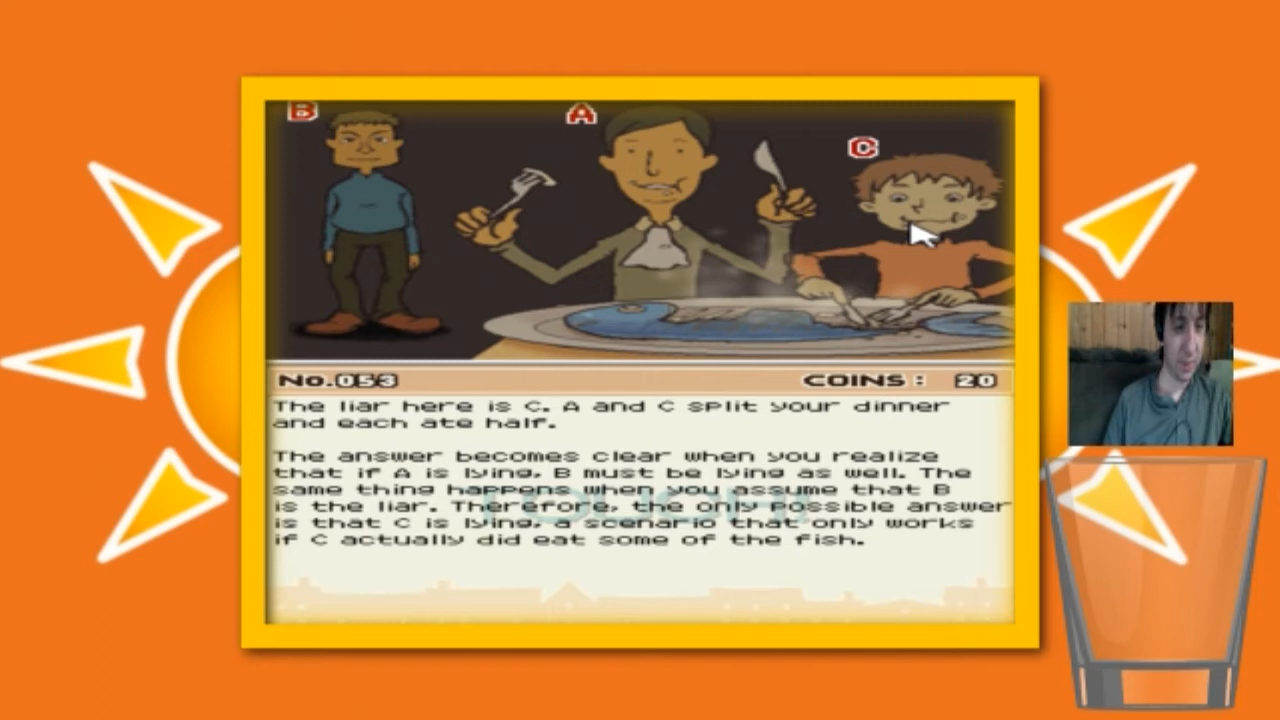 B
A
C
No.053 COINS: 20
The liar here is C. A and C split your dinner
and each ate half.
The answer becomes clear when you realize
that if A is lying, B must be lying as well. The
same thing happens when you assume that B
is the liar. Therefore, the only possible answer
is that C is lying, a scenario that only works
if C actually did eat some of the fish.
TOUCH!